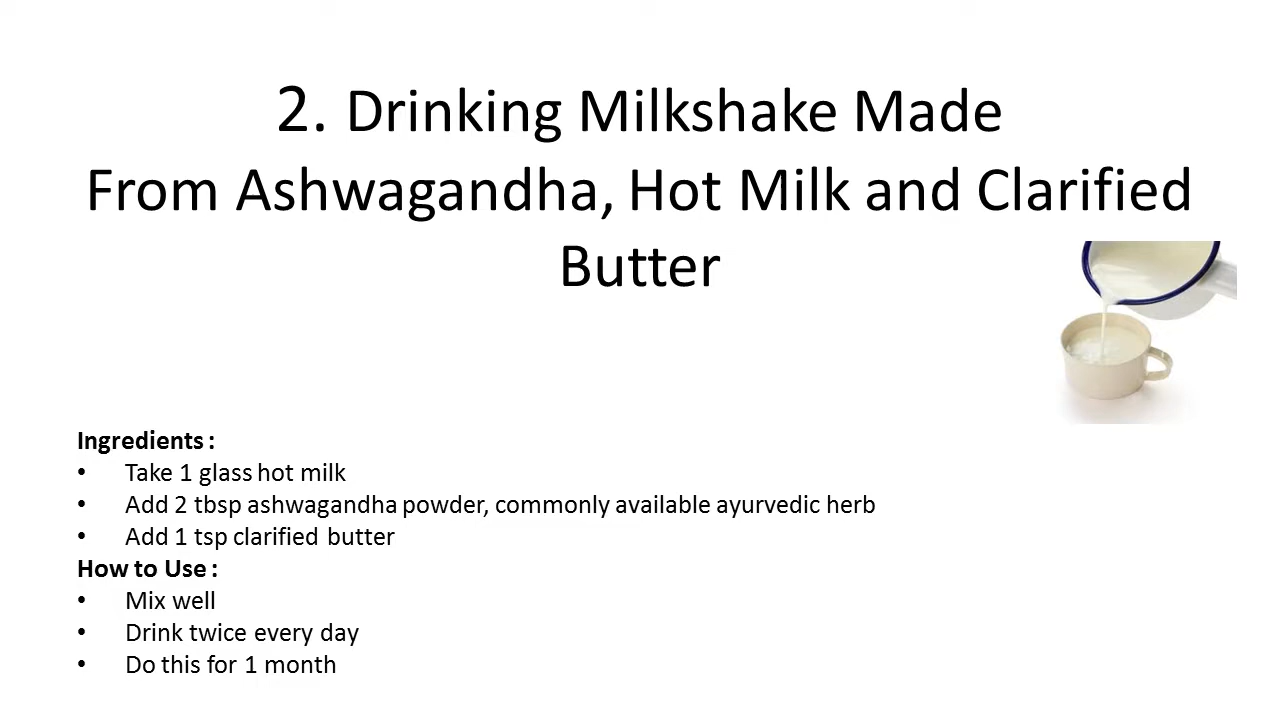 2. Drinking Milkshake Made
From Ashwagandha, Hot Milk and Clarified
Butter
Ingredients :
• Take 1 glass hot milk
• Add 2 tbsp ashwagandha powder, commonly available ayurvedic herb
• Add 1 tsp clarified butter
How to Use :
• Mix well
• Drink twice every day
• Do this for 1 month